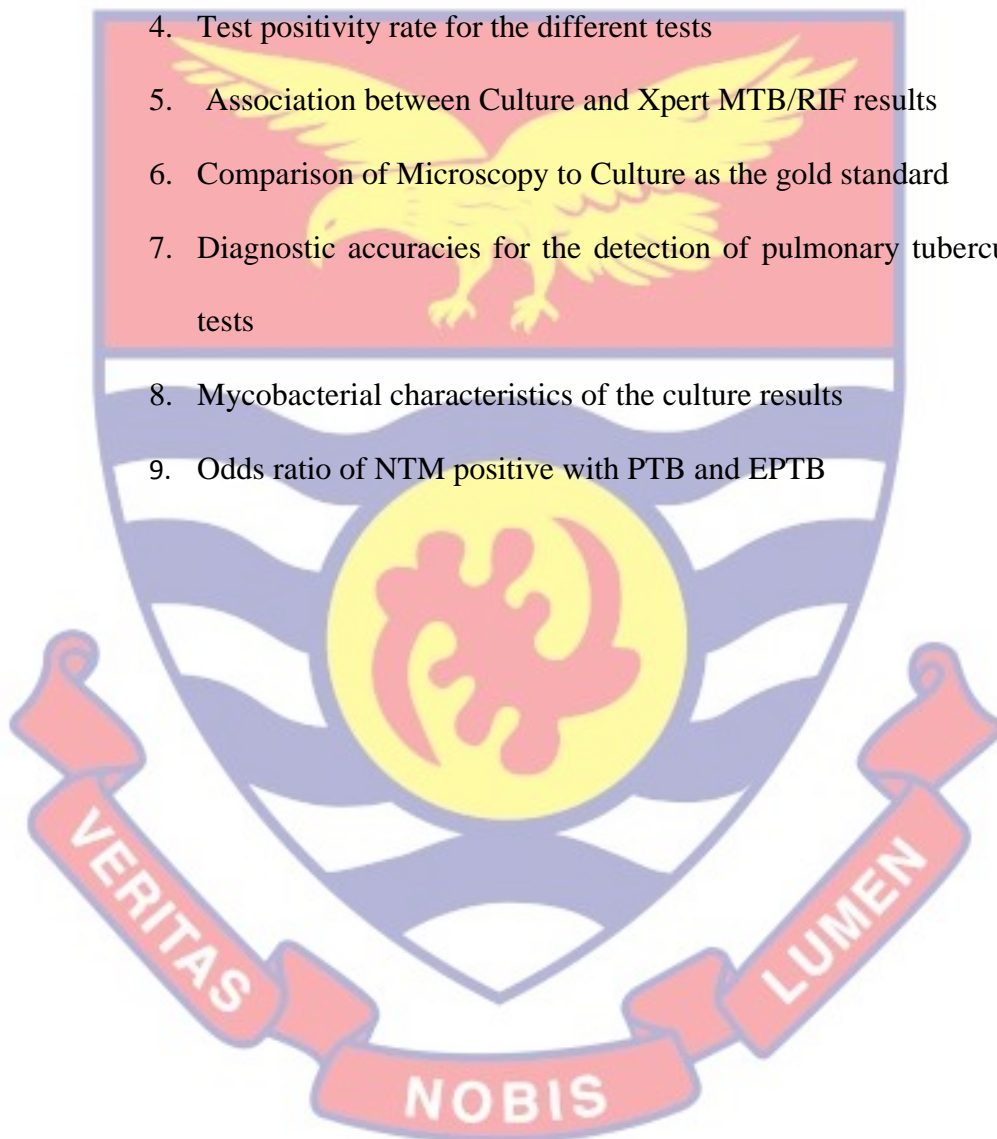 4. Test positivity rate for the different tests
5. Association between Culture and Xpert MTB/RIF results
6. Comparison of Microscopy to Culture as the gold standard
7. Diagnostic accuracies for the detection of pulmonary
tests
8. Mycobacterial characteristics of the culture results
9. Odds ratio of NTM positive with PTB and EPTB
VERITAS
NOBIS
LUMEN